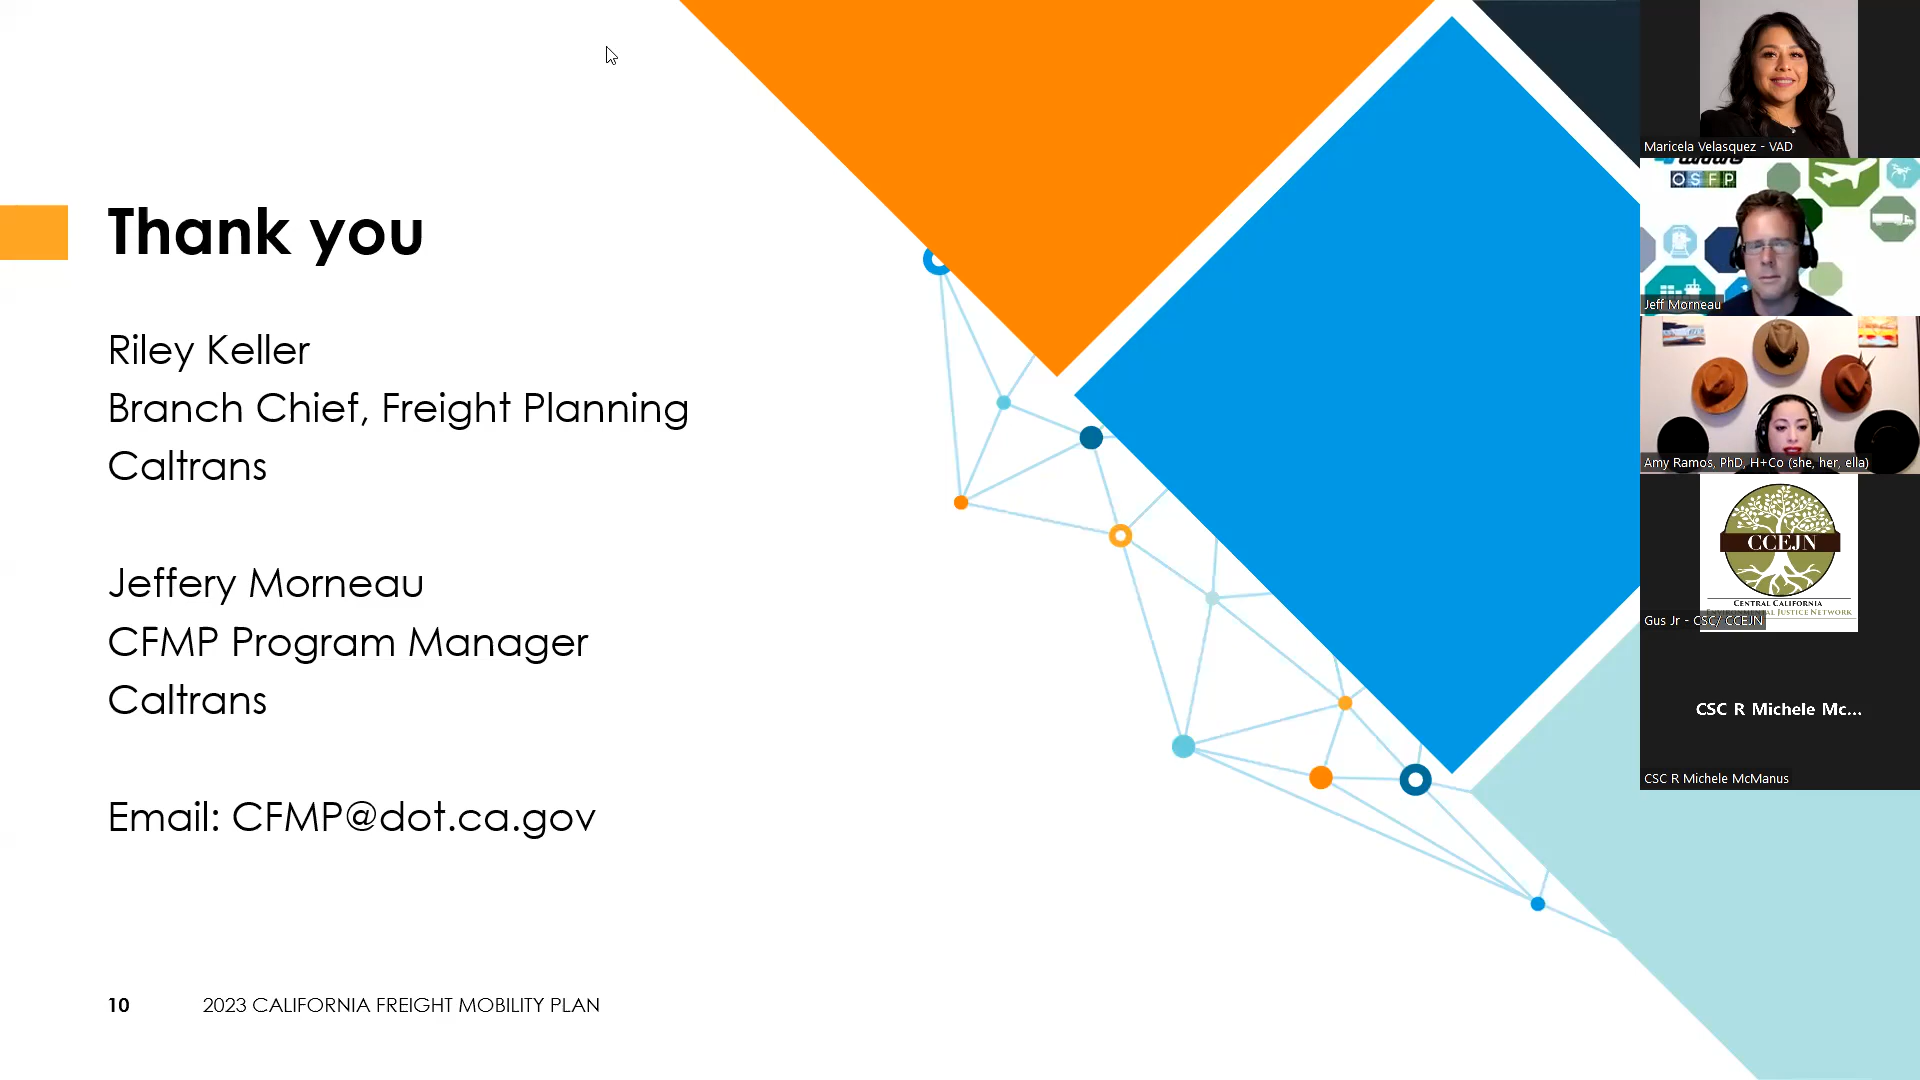 Thank you
Riley Keller
Branch Chief, Freight Planning
Caltrans
Jeffery Morneau
CFMP Program Manager
Caltrans
Email: CFMP@dot.ca.gov
10 2023 CALIFORNIA FREIGHT MOBILITY PLAN
Maricela Velasquez - VAD
OSFP
Jeff Morneau
Amy Ramos, PhD, H+Co (she, her, ella)
CCEJN
CENTRAL CALIFORNIA
ENVIRONMENTAL JUSTICE NETWORK
Gus Jr - CSC/ CCEJN
CSC R Michele Mc...
CSC R Michele McManus